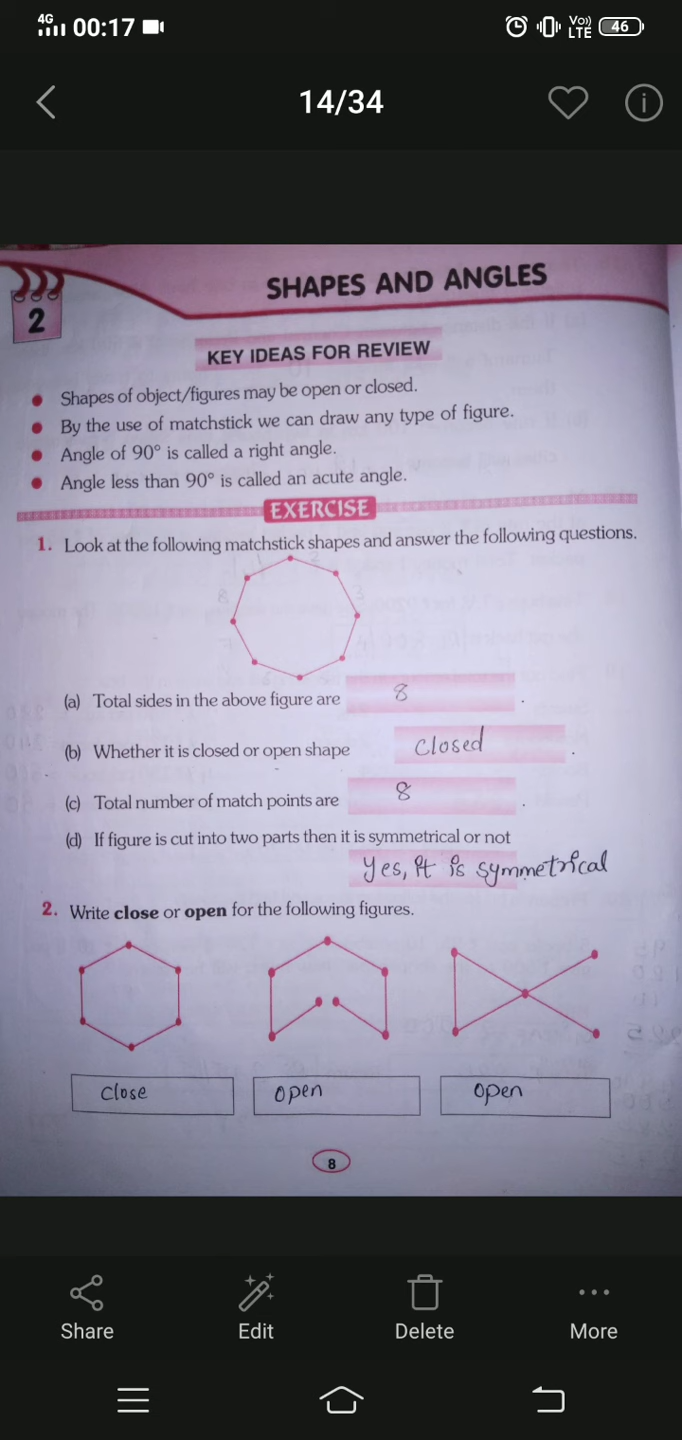 4G 00:17 Vo)) LTE 46
14/34
SHAPES AND ANGLES
2
KEY IDEAS FOR REVIEW
Shapes of object/figures may be open or closed.
By the use of matchstick we can draw any type of figure.
Angle of 90° is called a right angle.
Angle less than 90° is called an acute angle.
EXERCISE
1. Look at the following matchstick shapes and answer the following questions.
1 2
8 3
(a) Total sides in the above figure are 8 .
(b) Whether it is closed or open shape closed .
(c) Total number of match points are 8 .
(d) If figure is cut into two parts then it is symmetrical or not
Yes, it is symmetrical
2. Write close or open for the following figures.
close open open
8
Share Edit Delete More